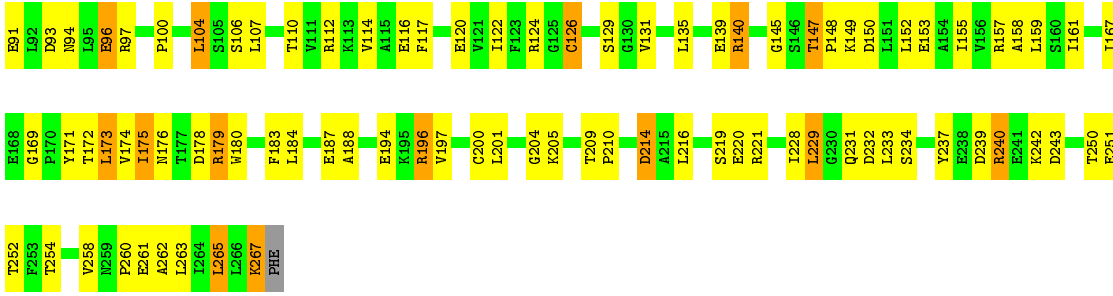 E91 L92 D93 N94 L95 E96 R97 P100 L104 S105 S106 L107 T110 V111 R112 K113 V114 A115 E116 F117 E120 V121 I122 F123 R124 G125 C126 S129 G130 V131 L135 E139 R140 G145 S146 T147 P148 K149 D150 L151 L152 E153 A154 I155 V156 R157 A158 L159 S160 I161 I167
E168 G169 P170 Y171 T172 L173 V174 I175 N176 T177 D178 R179 W180 F183 L184 E187 A188 E194 K195 R196 V197 C200 L201 G204 K205 T209 P210 D214 A215 L216 S219 E220 R221 I228 L229 G230 Q231 D232 L233 S234 Y237 E238 D239 R240 E241 K242 D243 T250
T252 F253 T254 V258 N259 P260 E261 A262 L263 I264 L265 L266 K267 PHE